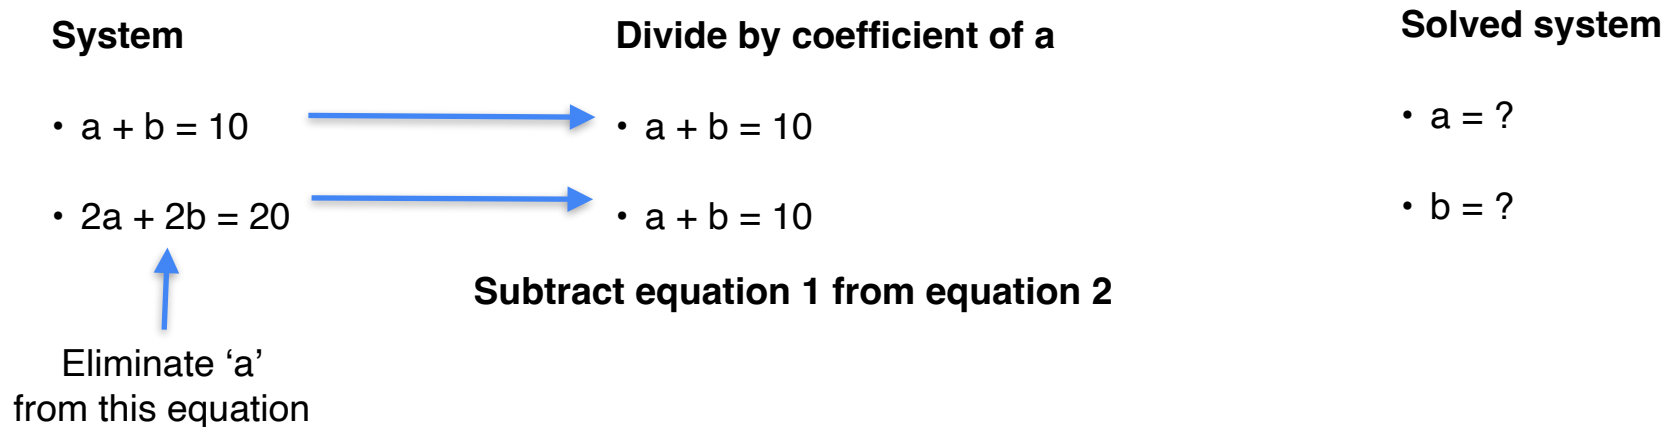 System
Divide by coefficient of a
Solved system
• a + b = 10
• a + b = 10
• a = ?
• 2a + 2b = 20
• a + b = 10
• b = ?
Subtract equation 1 from equation 2
Eliminate ‘a’
from this equation